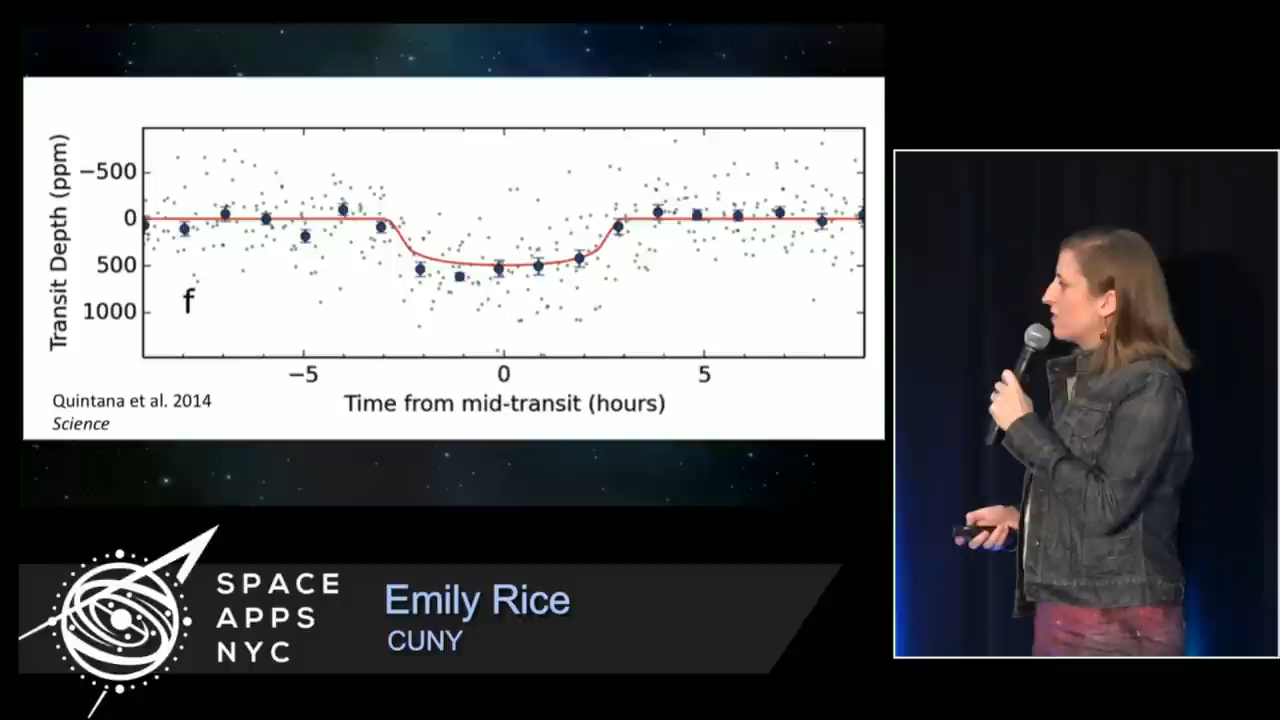 Transit Depth (ppm)
−500
0
500
1000
f
−5
0
5
Time from mid-transit (hours)
Quintana et al. 2014
Science
SPACE
APPS
NYC
Emily Rice
CUNY